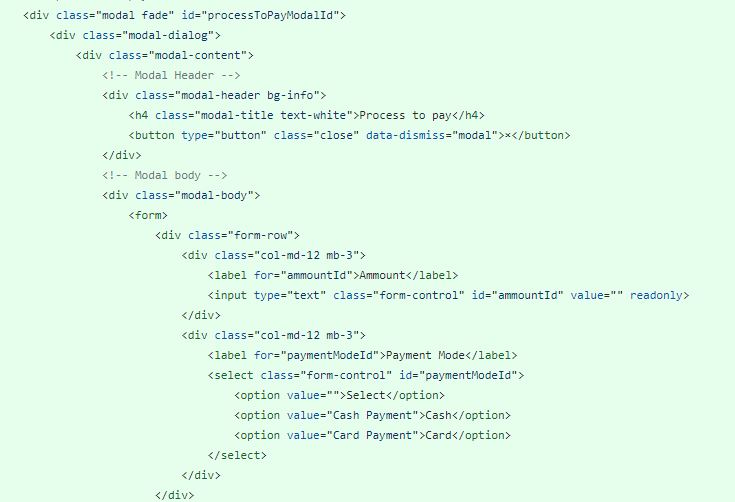 <div class="modal fade" id="processToPayModalId">
<div class="modal-dialog">
<div class="modal-content">
<!-- Modal Header -->
<div class="modal-header bg-info">
<h4 class="modal-title text-white">Process to pay</h4>
<button type="button" class="close" data-dismiss="modal">×</button>
</div>
<!-- Modal body -->
<div class="modal-body">
<form>
<div class="form-row">
<div class="col-md-12 mb-3">
<label for="ammountId">Ammount</label>
<input type="text" class="form-control" id="ammountId" value="" readonly>
</div>
<div class="col-md-12 mb-3">
<label for="paymentModeId">Payment Mode</label>
<select class="form-control" id="paymentModeId">
<option value="">Select</option>
<option value="Cash Payment">Cash</option>
<option value="Card Payment">Card</option>
</select>
</div>
</div>